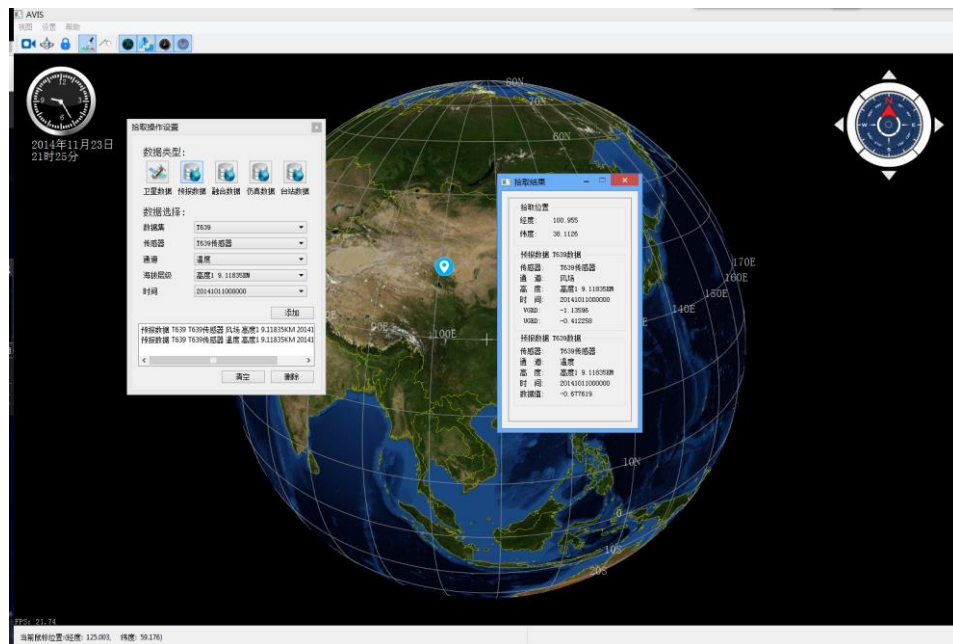 AVIS
视图 设置 帮助
2014年11月23日
21时25分
拾取操作设置
数据类型:
卫星数据 预报数据 融合数据 仿真数据 台站数据
数据选择:
数据集 T639
传感器 T639传感器
通道 温度
海拔层级 高度1 9.11835KM
时间 20141011000000
添加
预报数据 T639 T639传感器 风场 高度1 9.11835KM 20141
预报数据 T639 T639传感器 温度 高度1 9.11835KM 20141
清空 删除
拾取结果
拾取位置
经度: 100.955
纬度: 38.1126
预报数据 T639数据
传感器: T639传感器
通 道: 风场
高 度: 高度1 9.11835KM
时 间: 20141011000000
UGRD: -1.13596
VGRD: -0.412258
预报数据 T639数据
传感器: T639传感器
通 道: 温度
高 度: 高度1 9.11835KM
时 间: 20141011000000
数据值: -0.677619
80N
70N
60N
170E
160E
150E
140E
90E
100E
10N
10S
20S
FPS: 21.74
当前鼠标位置:(经度: 125.003, 纬度: 59.176)